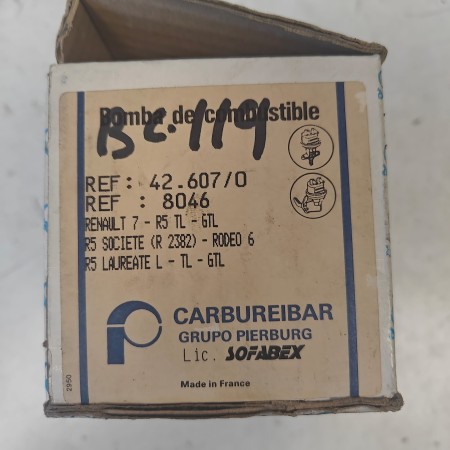 Bomba de combustible
Bc.119
REF: 42.607/0
REF : 8046
RENAULT 7 - R5 TL - GTL
R5 SOCIETE (R 2382) - RODEO 6
R5 LAUREATE L - TL - GTL
CARBUREIBAR
GRUPO PIERBURG
Lic. SOFABEX
Made in France
2950